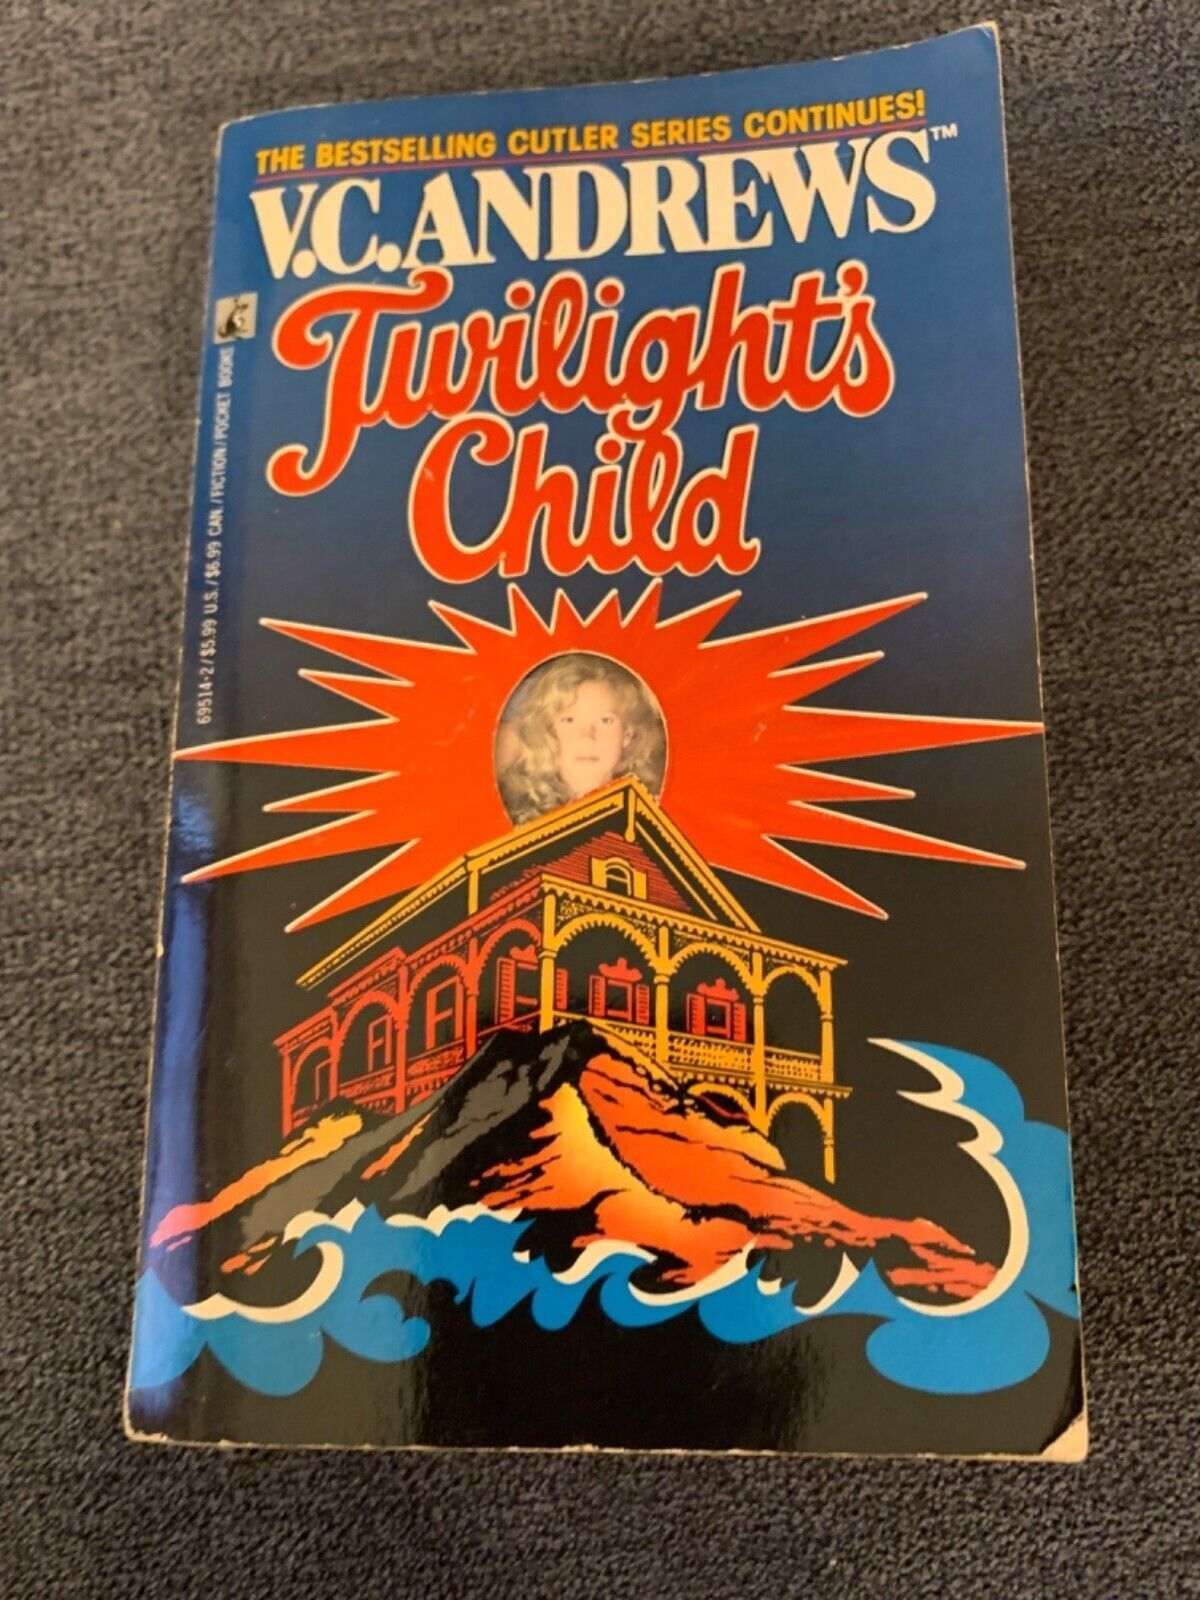 THE BESTSELLING CUTLER SERIES CONTINUES!
V.C. ANDREWS™
Twilight's
Child
69514-2/$5.99 U.S./$6.99 CAN./FICTION/POCKET BOOKS